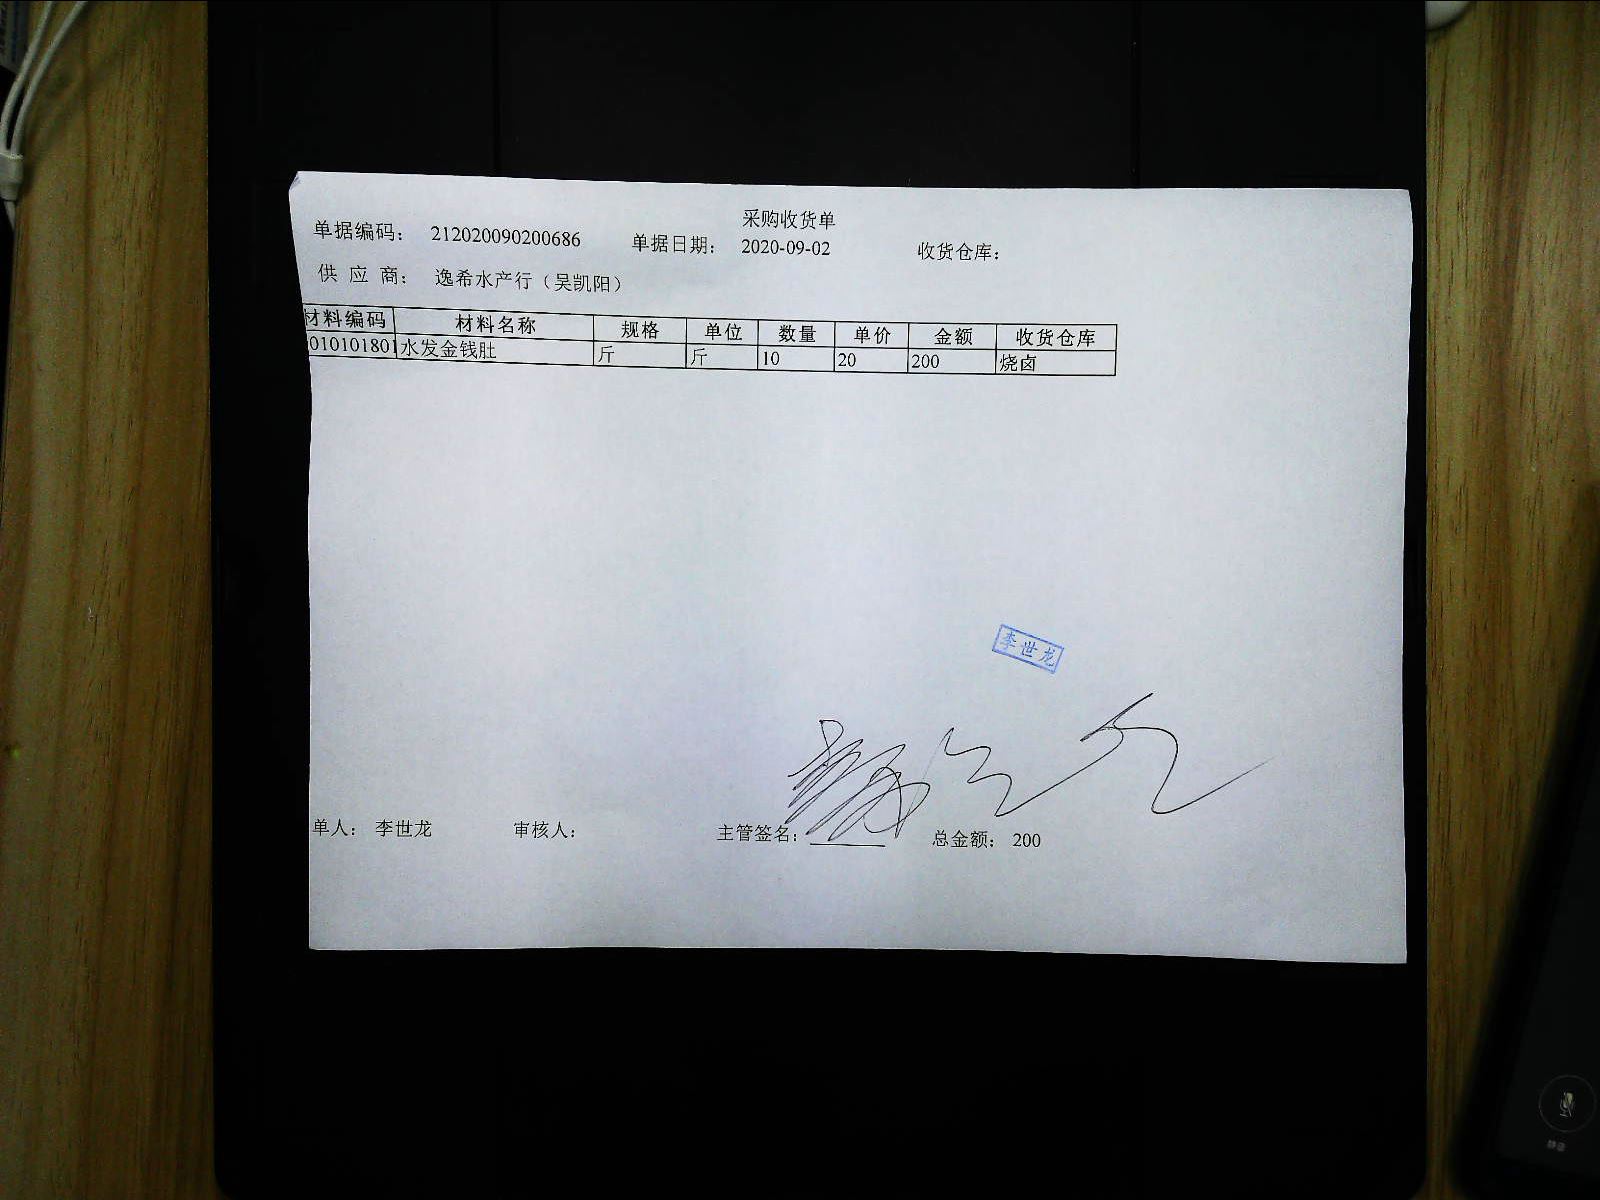 采购收货单
单据编码： 212020090200686 单据日期： 2020-09-02 收货仓库：
供 应 商： 逸希水产行（吴凯阳）
材料编码 材料名称 规格 单位 数量 单价 金额 收货仓库
010101801 水发金钱肚 斤 斤 10 20 200 烧卤
李世龙
单人： 李世龙 审核人： 主管签名： 总金额： 200
静音